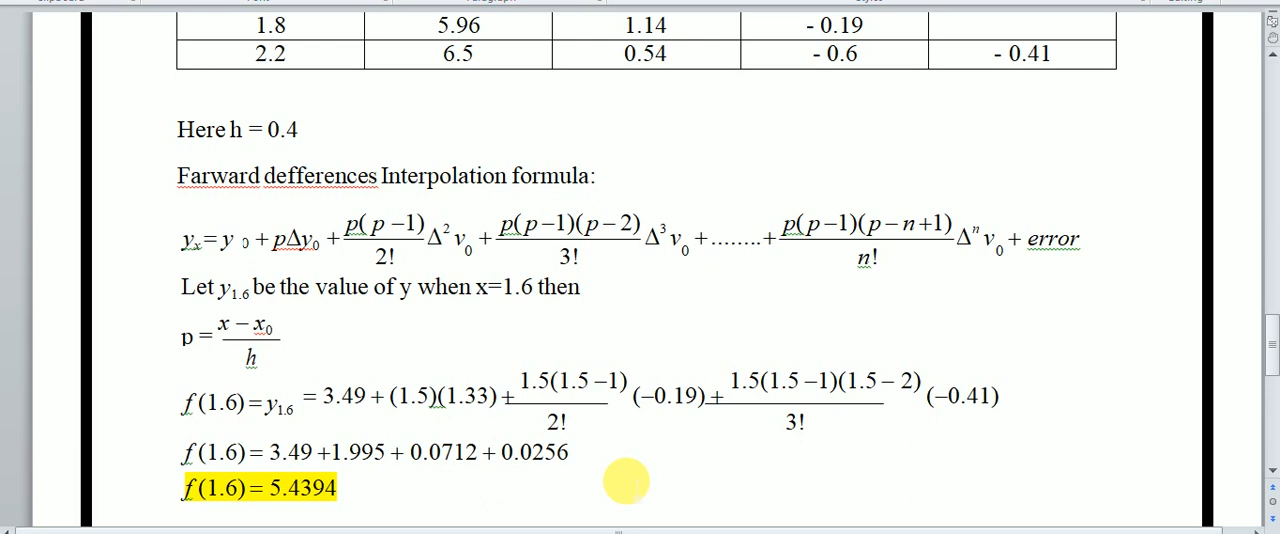 1.8 5.96 1.14 - 0.19
2.2 6.5 0.54 - 0.6 - 0.41
Here h = 0.4
Farward defferences Interpolation formula:
yₓ = y ₀ + pΔy₀ + p(p−1)/2! Δ²v₀ + p(p−1)(p−2)/3! Δ³v₀ +........+ p(p−1)(p−n+1)/n! Δⁿv₀ + error
Let y₁.₆ be the value of y when x=1.6 then
p = x − x₀ / h
f(1.6) = y₁.₆ = 3.49 + (1.5)(1.33) + 1.5(1.5−1)/2! (−0.19) + 1.5(1.5−1)(1.5−2)/3! (−0.41)
f(1.6) = 3.49 +1.995 + 0.0712 + 0.0256
f(1.6) = 5.4394